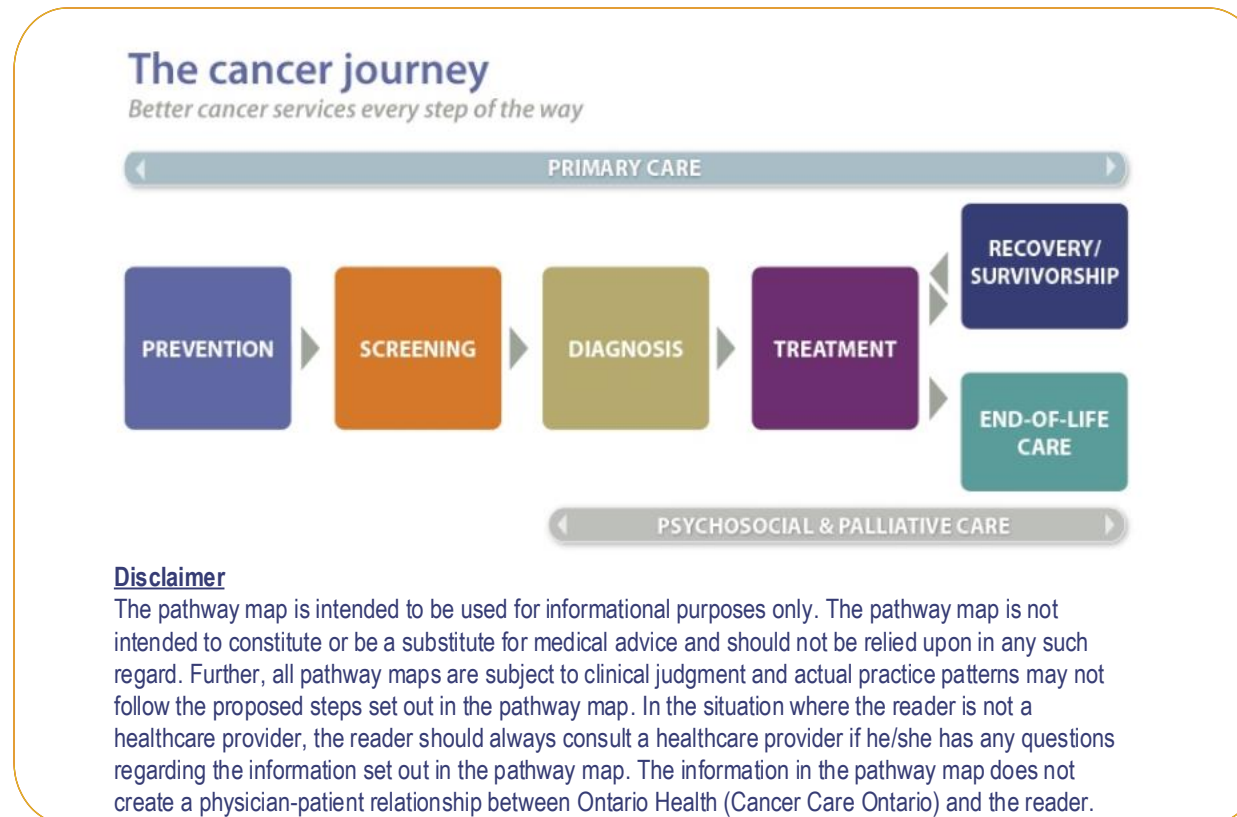 The cancer journey
Better cancer services every step of the way
PRIMARY CARE
PREVENTION
SCREENING
DIAGNOSIS
TREATMENT
RECOVERY/
SURVIVORSHIP
END-OF-LIFE
CARE
PSYCHOSOCIAL & PALLIATIVE CARE
Disclaimer
The pathway map is intended to be used for informational purposes only. The pathway map is not
intended to constitute or be a substitute for medical advice and should not be relied upon in any such
regard. Further, all pathway maps are subject to clinical judgment and actual practice patterns may not
follow the proposed steps set out in the pathway map. In the situation where the reader is not a
healthcare provider, the reader should always consult a healthcare provider if he/she has any questions
regarding the information set out in the pathway map. The information in the pathway map does not
create a physician-patient relationship between Ontario Health (Cancer Care Ontario) and the reader.